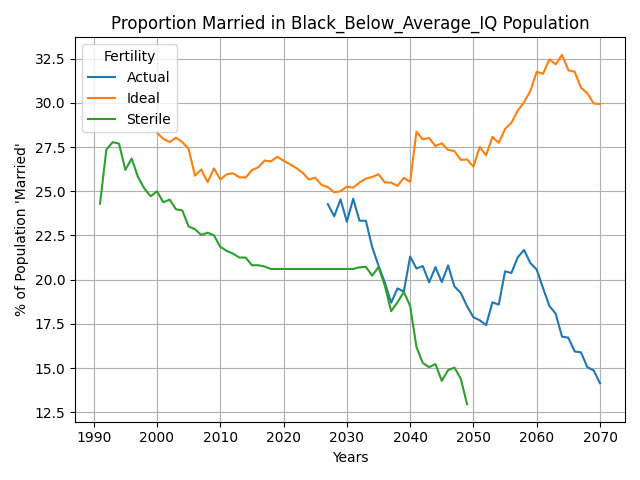 Proportion Married in Black_Below_Average_IQ Population
Fertility
Actual
Ideal
Sterile
% of Population 'Married'
32.5
30.0
27.5
25.0
22.5
20.0
17.5
15.0
12.5
1990 2000 2010 2020 2030 2040 2050 2060 2070
Years